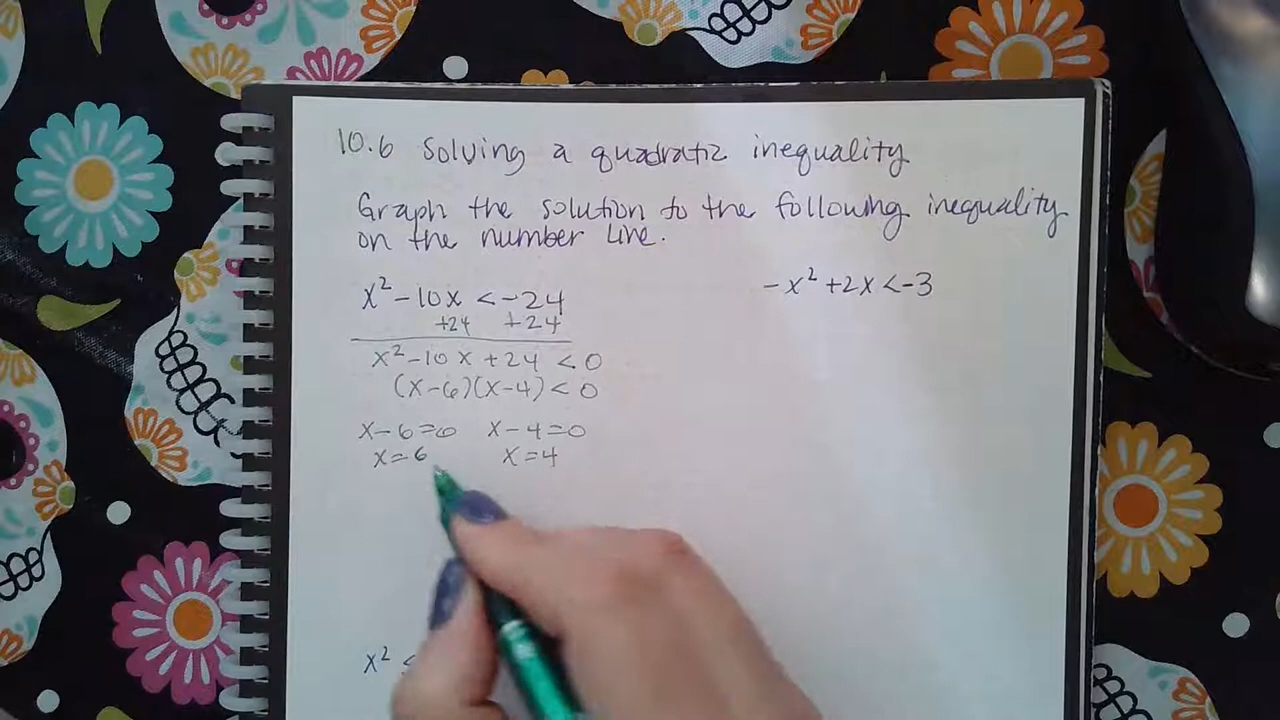 10.6 Solving a quadratic inequality
Graph the solution to the following inequality
on the number line.
x² - 10x < -24
+24 +24
x² - 10x + 24 < 0
(x-6)(x-4) < 0
x-6=0 x-4=0
x=6 x=4
x² <
-x² + 2x < -3